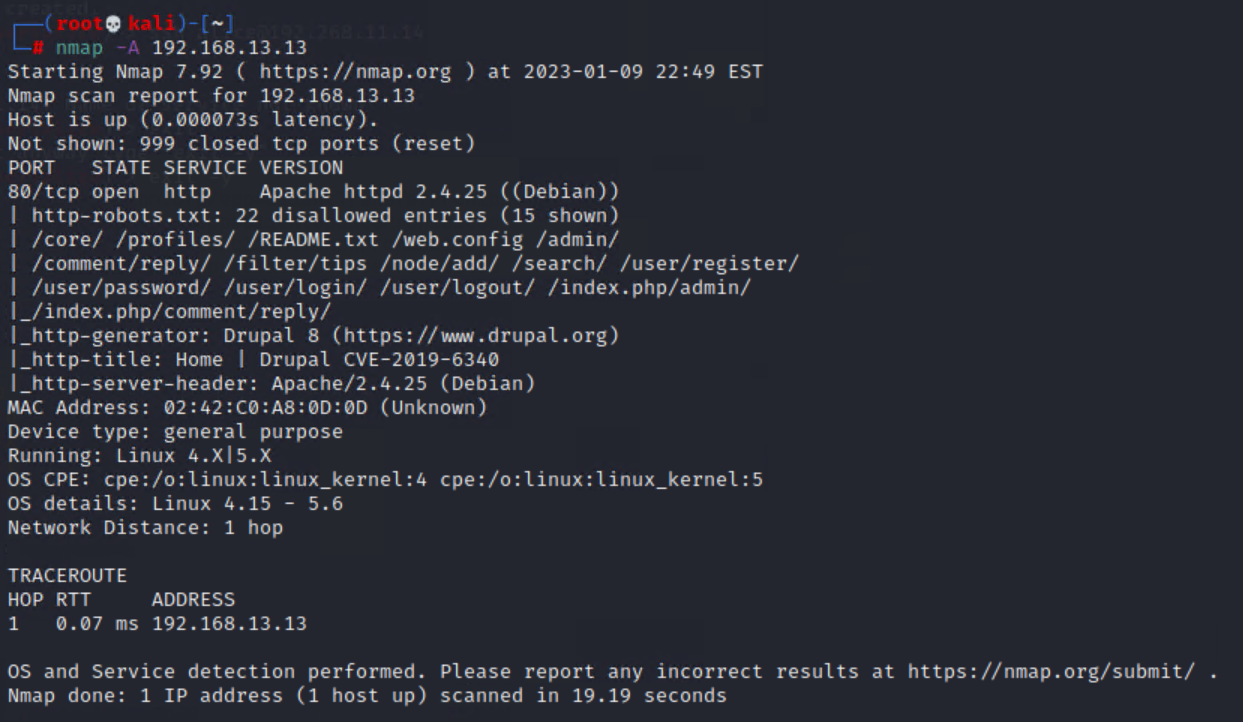 created.
┌──(root💀kali)-[~]
└─# nmap -A 192.168.13.13
Starting Nmap 7.92 ( https://nmap.org ) at 2023-01-09 22:49 EST
Nmap scan report for 192.168.13.13
Host is up (0.000073s latency).
Not shown: 999 closed tcp ports (reset)
PORT   STATE SERVICE VERSION
80/tcp open  http    Apache httpd 2.4.25 ((Debian))
| http-robots.txt: 22 disallowed entries (15 shown)
| /core/ /profiles/ /README.txt /web.config /admin/
| /comment/reply/ /filter/tips /node/add/ /search/ /user/register/
| /user/password/ /user/login/ /user/logout/ /index.php/admin/
|_/index.php/comment/reply/
|_http-generator: Drupal 8 (https://www.drupal.org)
|_http-title: Home | Drupal CVE-2019-6340
|_http-server-header: Apache/2.4.25 (Debian)
MAC Address: 02:42:C0:A8:0D:0D (Unknown)
Device type: general purpose
Running: Linux 4.X|5.X
OS CPE: cpe:/o:linux:linux_kernel:4 cpe:/o:linux:linux_kernel:5
OS details: Linux 4.15 - 5.6
Network Distance: 1 hop

TRACEROUTE
HOP RTT     ADDRESS
1   0.07 ms 192.168.13.13

OS and Service detection performed. Please report any incorrect results at https://nmap.org/submit/ .
Nmap done: 1 IP address (1 host up) scanned in 19.19 seconds